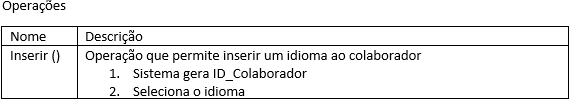 Operações
Nome Descrição
Inserir () Operação que permite inserir um idioma ao colaborador
1. Sistema gera ID_Colaborador
2. Seleciona o idioma